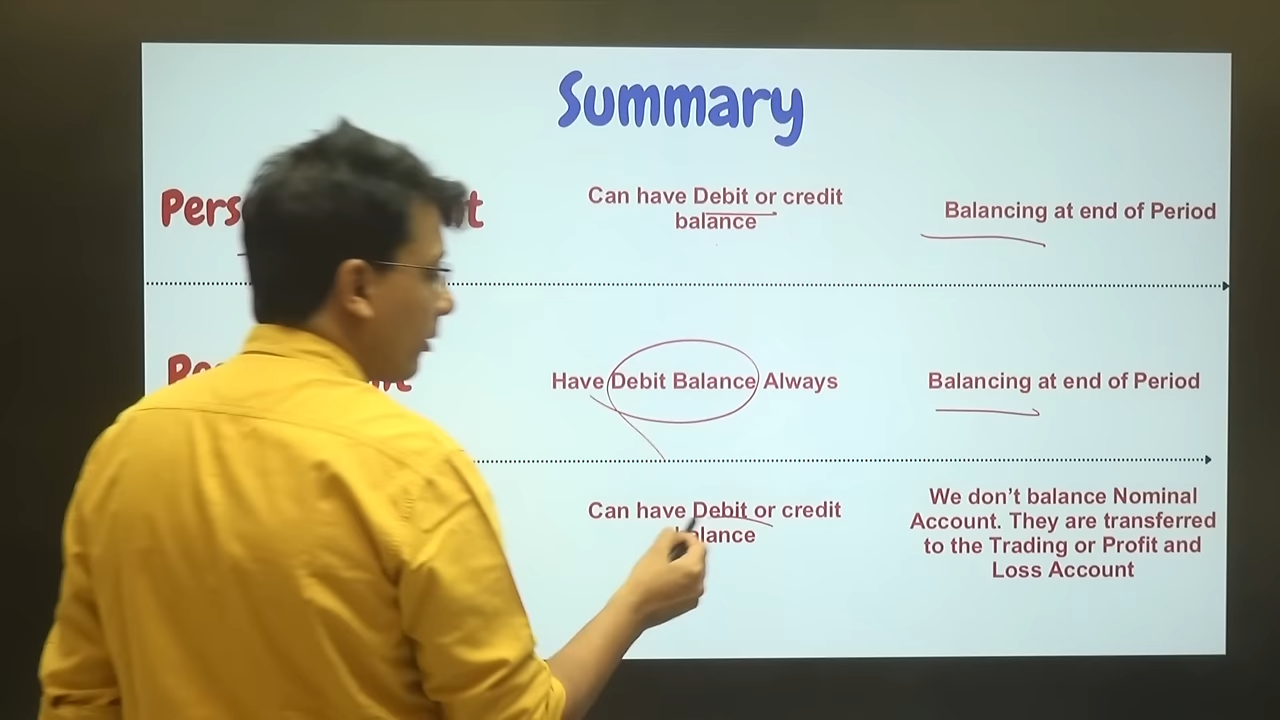 Summary
Can have Debit or credit
balance
Balancing at end of Period
Have Debit Balance Always
Balancing at end of Period
Can have Debit or credit
We don't balance Nominal
Account. They are transferred
to the Trading or Profit and
Loss Account